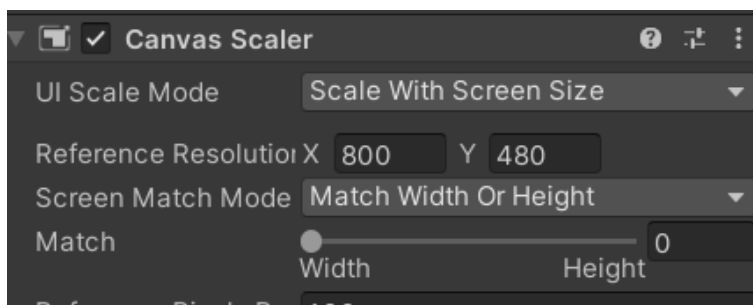 Canvas Scaler
UI Scale Mode Scale With Screen Size
Reference Resolution X 800 Y 480
Screen Match Mode Match Width Or Height
Match 0
Width Height